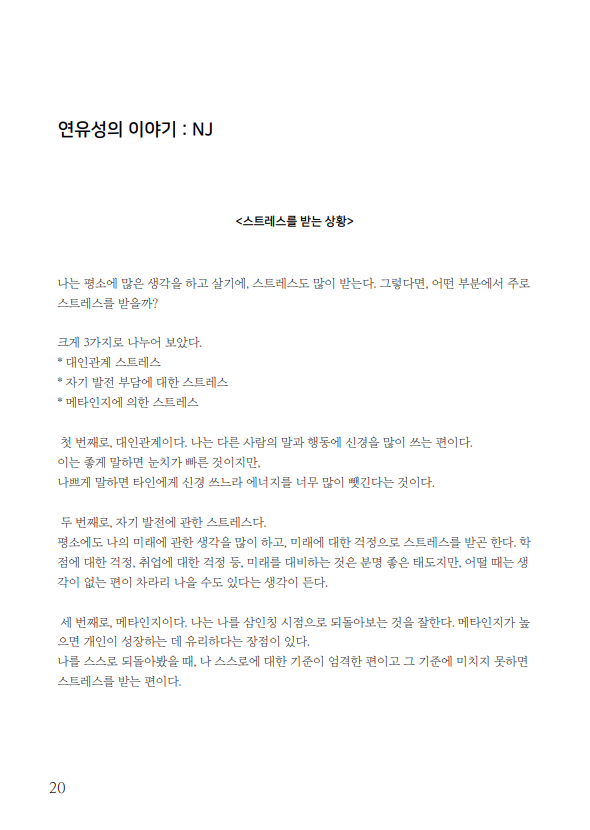 연유성의 이야기 : NJ
<스트레스를 받는 상황>
나는 평소에 많은 생각을 하고 살기에, 스트레스도 많이 받는다. 그렇다면, 어떤 부분에서 주로
스트레스를 받을까?
크게 3가지로 나누어 보았다.
* 대인관계 스트레스
* 자기 발전 부담에 대한 스트레스
* 메타인지에 의한 스트레스
첫 번째로, 대인관계이다. 나는 다른 사람의 말과 행동에 신경을 많이 쓰는 편이다.
이는 좋게 말하면 눈치가 빠른 것이지만,
나쁘게 말하면 타인에게 신경 쓰느라 에너지를 너무 많이 뺏긴다는 것이다.
두 번째로, 자기 발전에 관한 스트레스다.
평소에도 나의 미래에 관한 생각을 많이 하고, 미래에 대한 걱정으로 스트레스를 받곤 한다. 학
점에 대한 걱정, 취업에 대한 걱정 등. 미래를 대비하는 것은 분명 좋은 태도지만, 어떨 때는 생
각이 없는 편이 차라리 나을 수도 있다는 생각이 든다.
세 번째로, 메타인지이다. 나는 나를 삼인칭 시점으로 되돌아보는 것을 잘한다. 메타인지가 높
으면 개인이 성장하는 데 유리하다는 장점이 있다.
나를 스스로 되돌아봤을 때, 나 스스로에 대한 기준이 엄격한 편이고 그 기준에 미치지 못하면
스트레스를 받는 편이다.
20